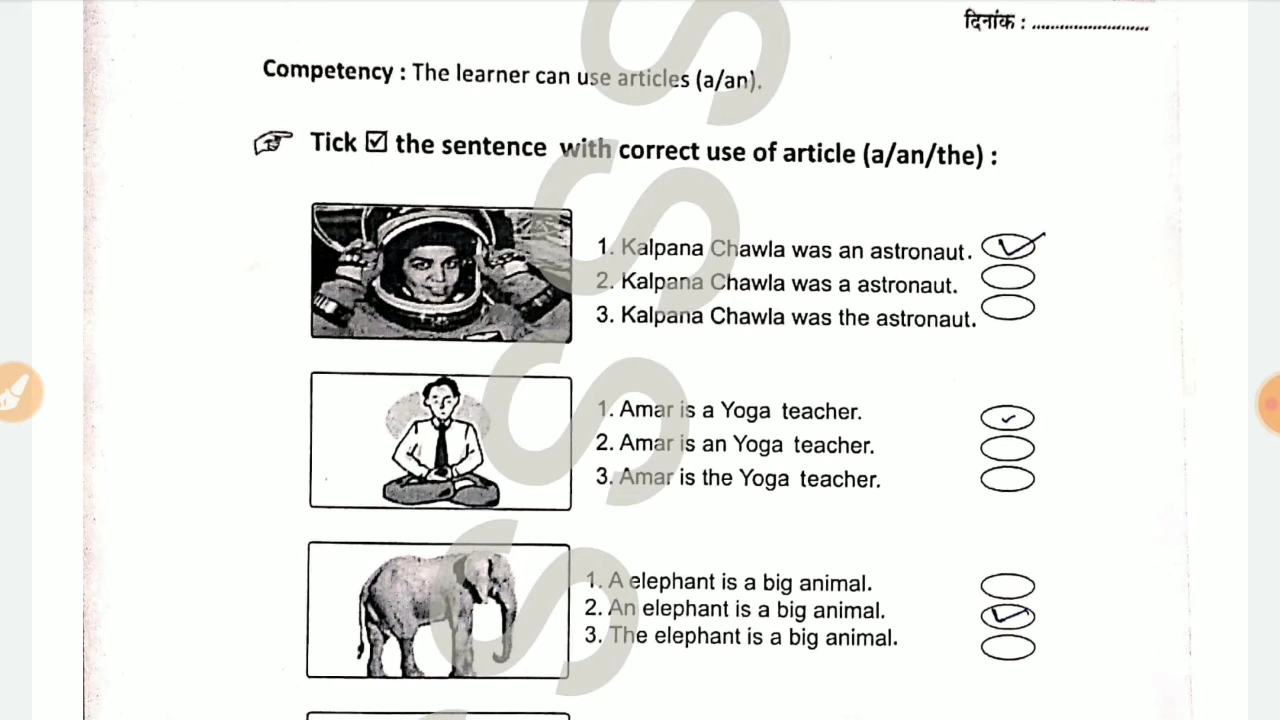 दिनांक : ............................
Competency : The learner can use articles (a/an).
Tick ☑ the sentence with correct use of article (a/an/the) :
1. Kalpana Chawla was an astronaut.
2. Kalpana Chawla was a astronaut.
3. Kalpana Chawla was the astronaut.
1. Amar is a Yoga teacher.
2. Amar is an Yoga teacher.
3. Amar is the Yoga teacher.
1. A elephant is a big animal.
2. An elephant is a big animal.
3. The elephant is a big animal.